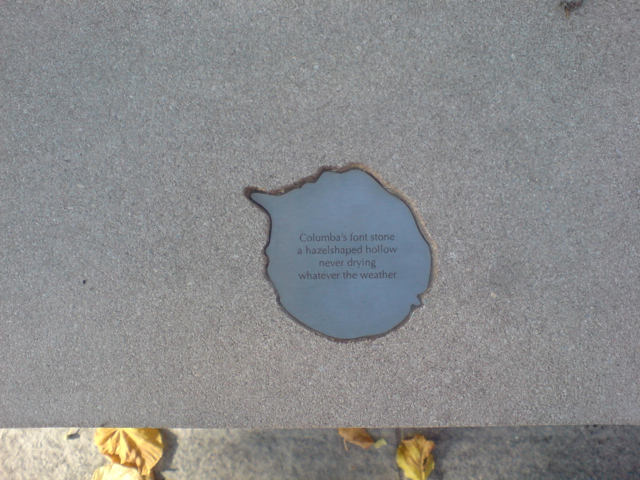 Columba's font stone
a hazelshaped hollow
never drying
whatever the weather